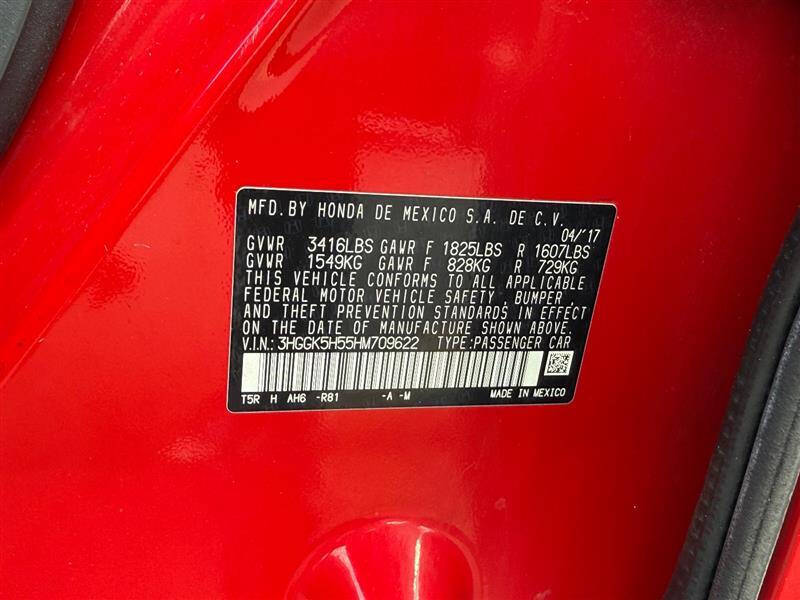 MFD. BY HONDA DE MEXICO S.A. DE C.V.
04/'17
GVWR 3416LBS GAWR F 1825LBS R 1607LBS
GVWR 1549KG GAWR F 828KG R 729KG
THIS VEHICLE CONFORMS TO ALL APPLICABLE
FEDERAL MOTOR VEHICLE SAFETY , BUMPER ,
AND THEFT PREVENTION STANDARDS IN EFFECT
ON THE DATE OF MANUFACTURE SHOWN ABOVE.
V.I.N.: 3HGGK5H55HM709622 TYPE:PASSENGER CAR
T5R H AH6 -R81 -A -M MADE IN MEXICO